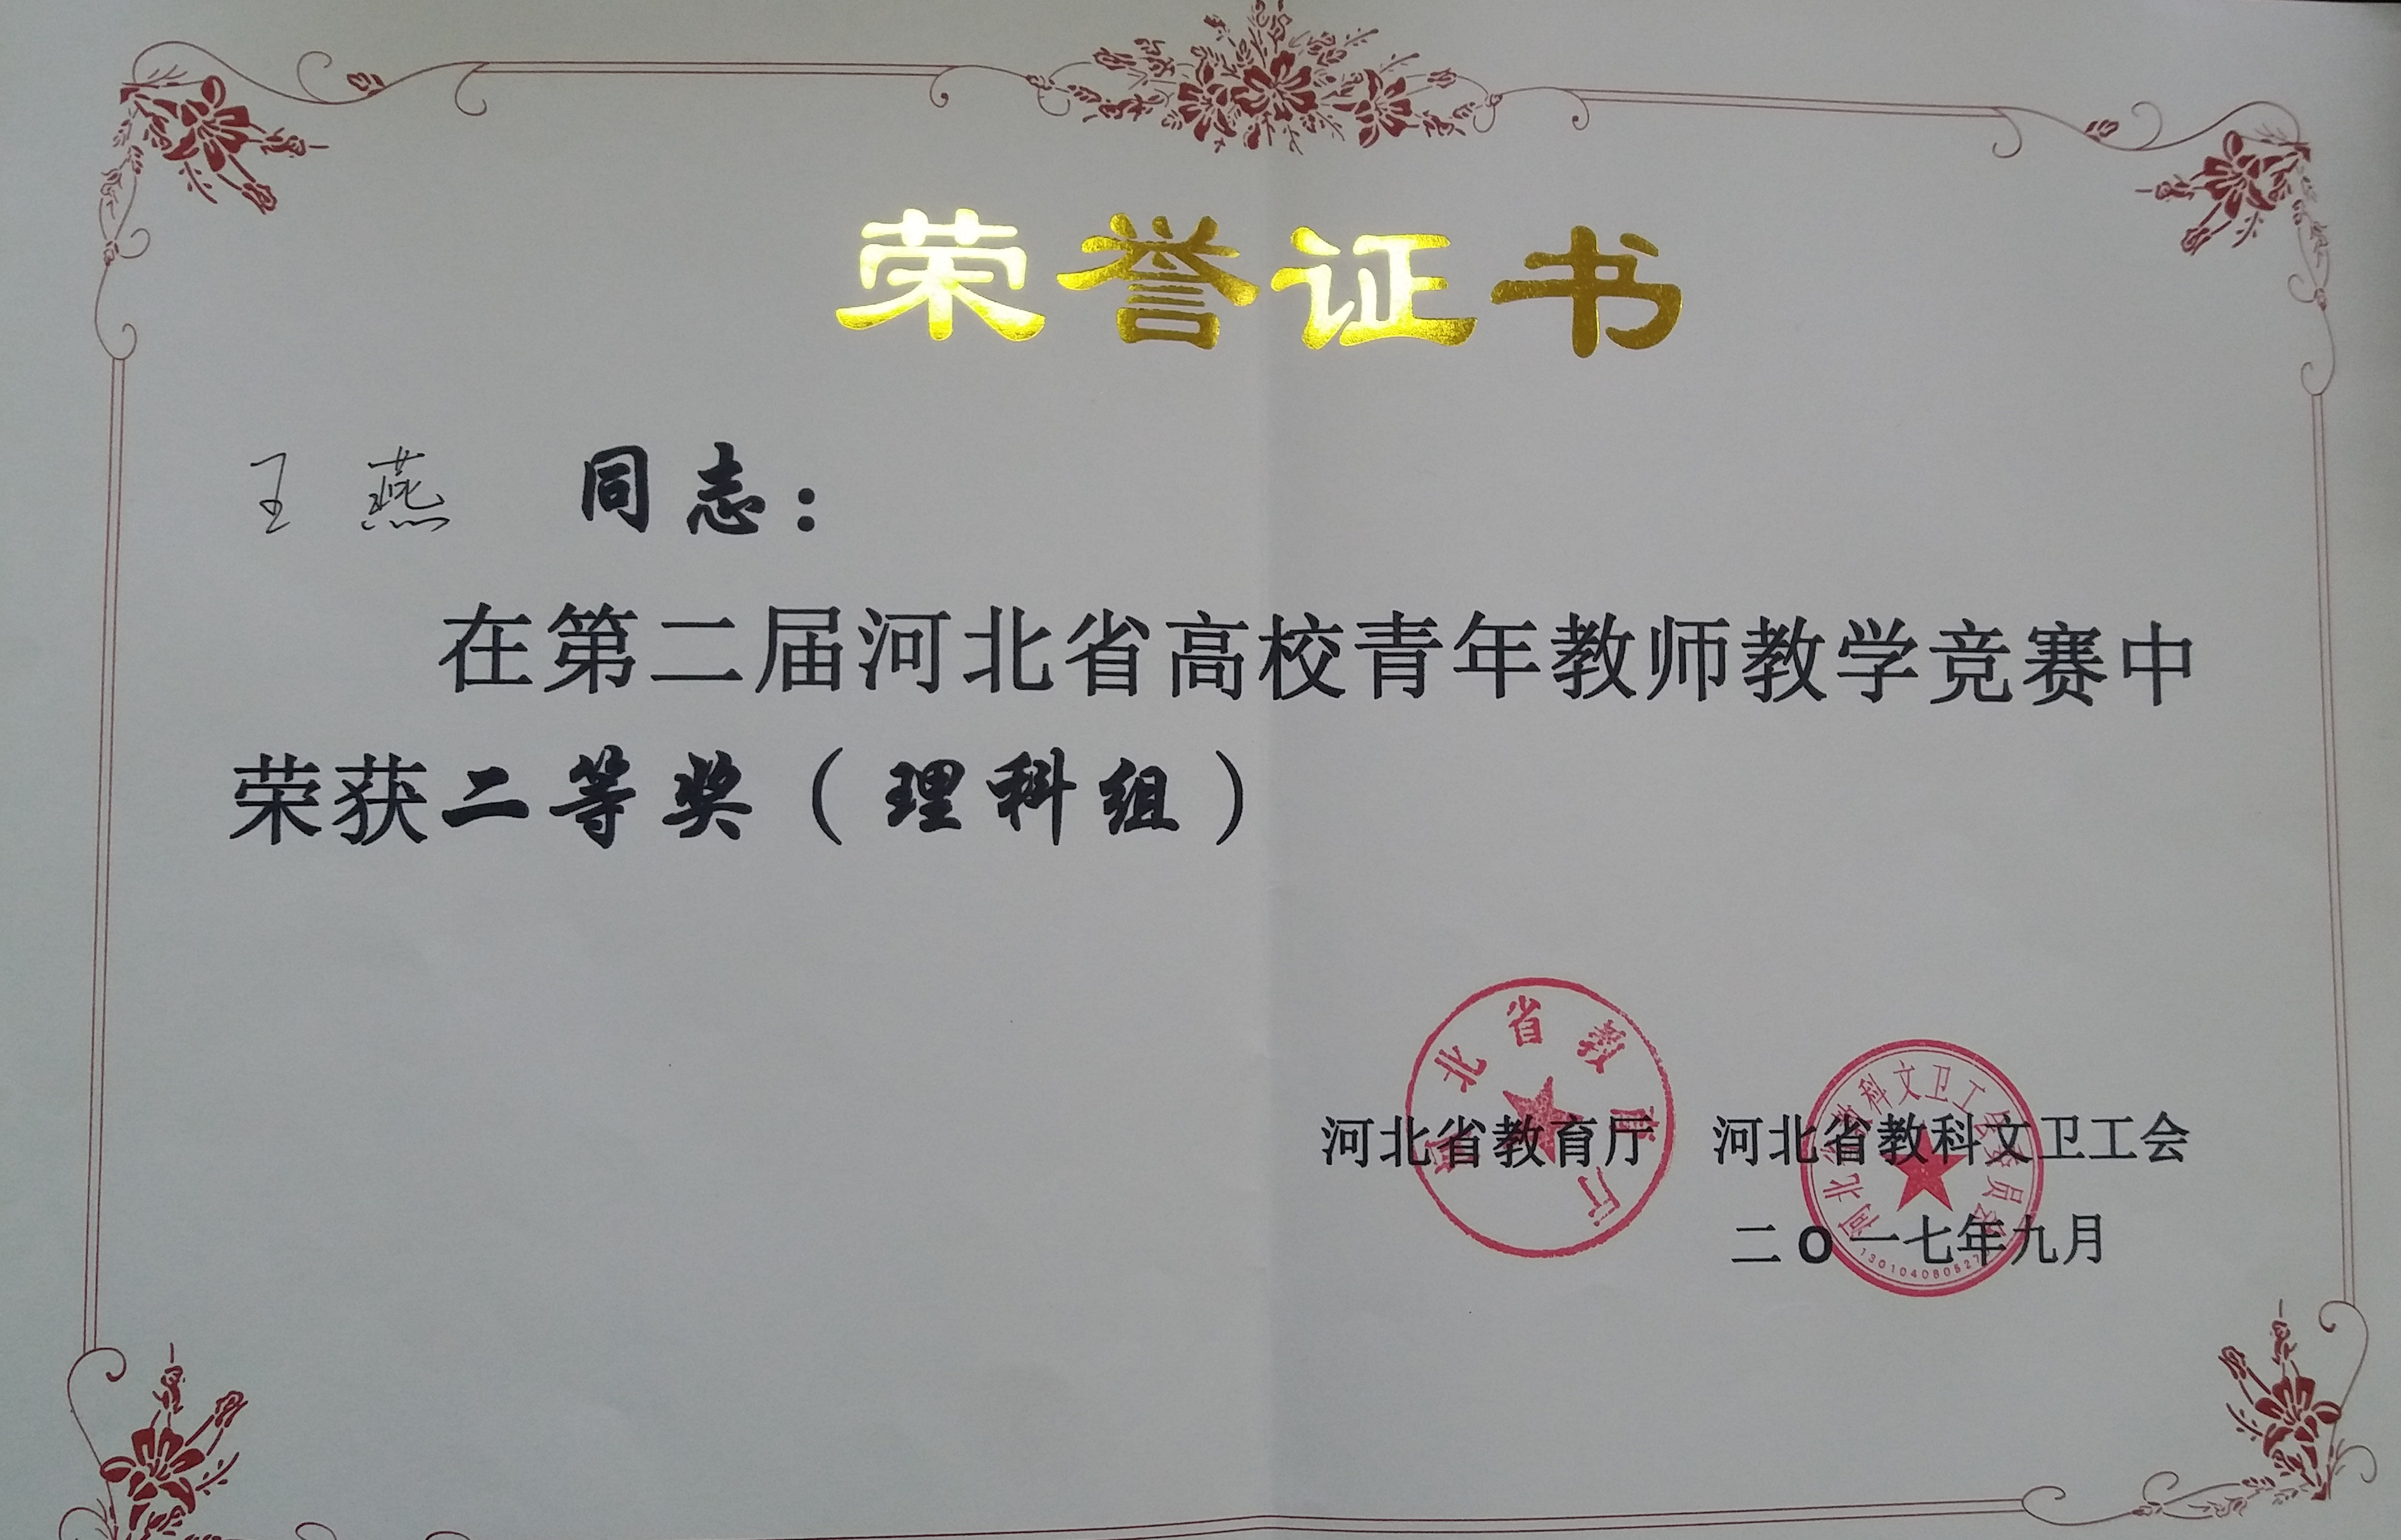 荣誉证书
王燕 同志：
在第二届河北省高校青年教师教学竞赛中
荣获二等奖（理科组）
河北省教育厅 河北省教科文卫工会
二O一七年九月